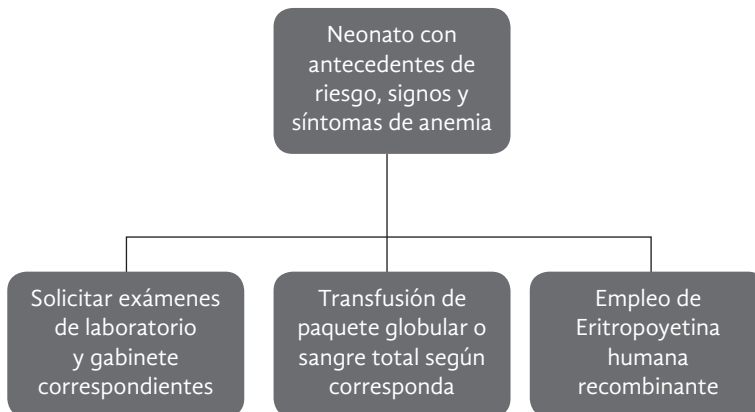 Neonato con
antecedentes de
riesgo, signos y
síntomas de anemia
Solicitar exámenes
de laboratorio
y gabinete
correspondientes
Transfusión de
paquete globular o
sangre total según
corresponda
Empleo de
Eritropoyetina
humana
recombinante